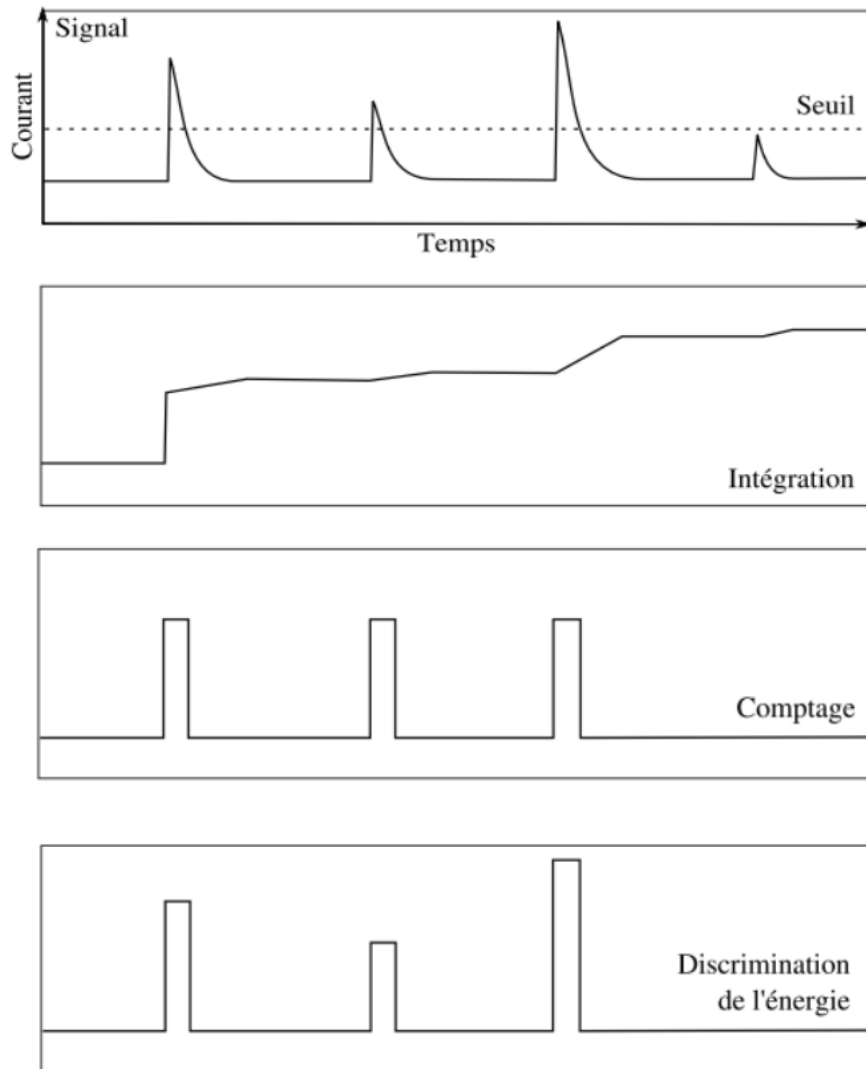 Signal
Courant
Seuil
Temps
Intégration
Comptage
Discrimination
de l'énergie